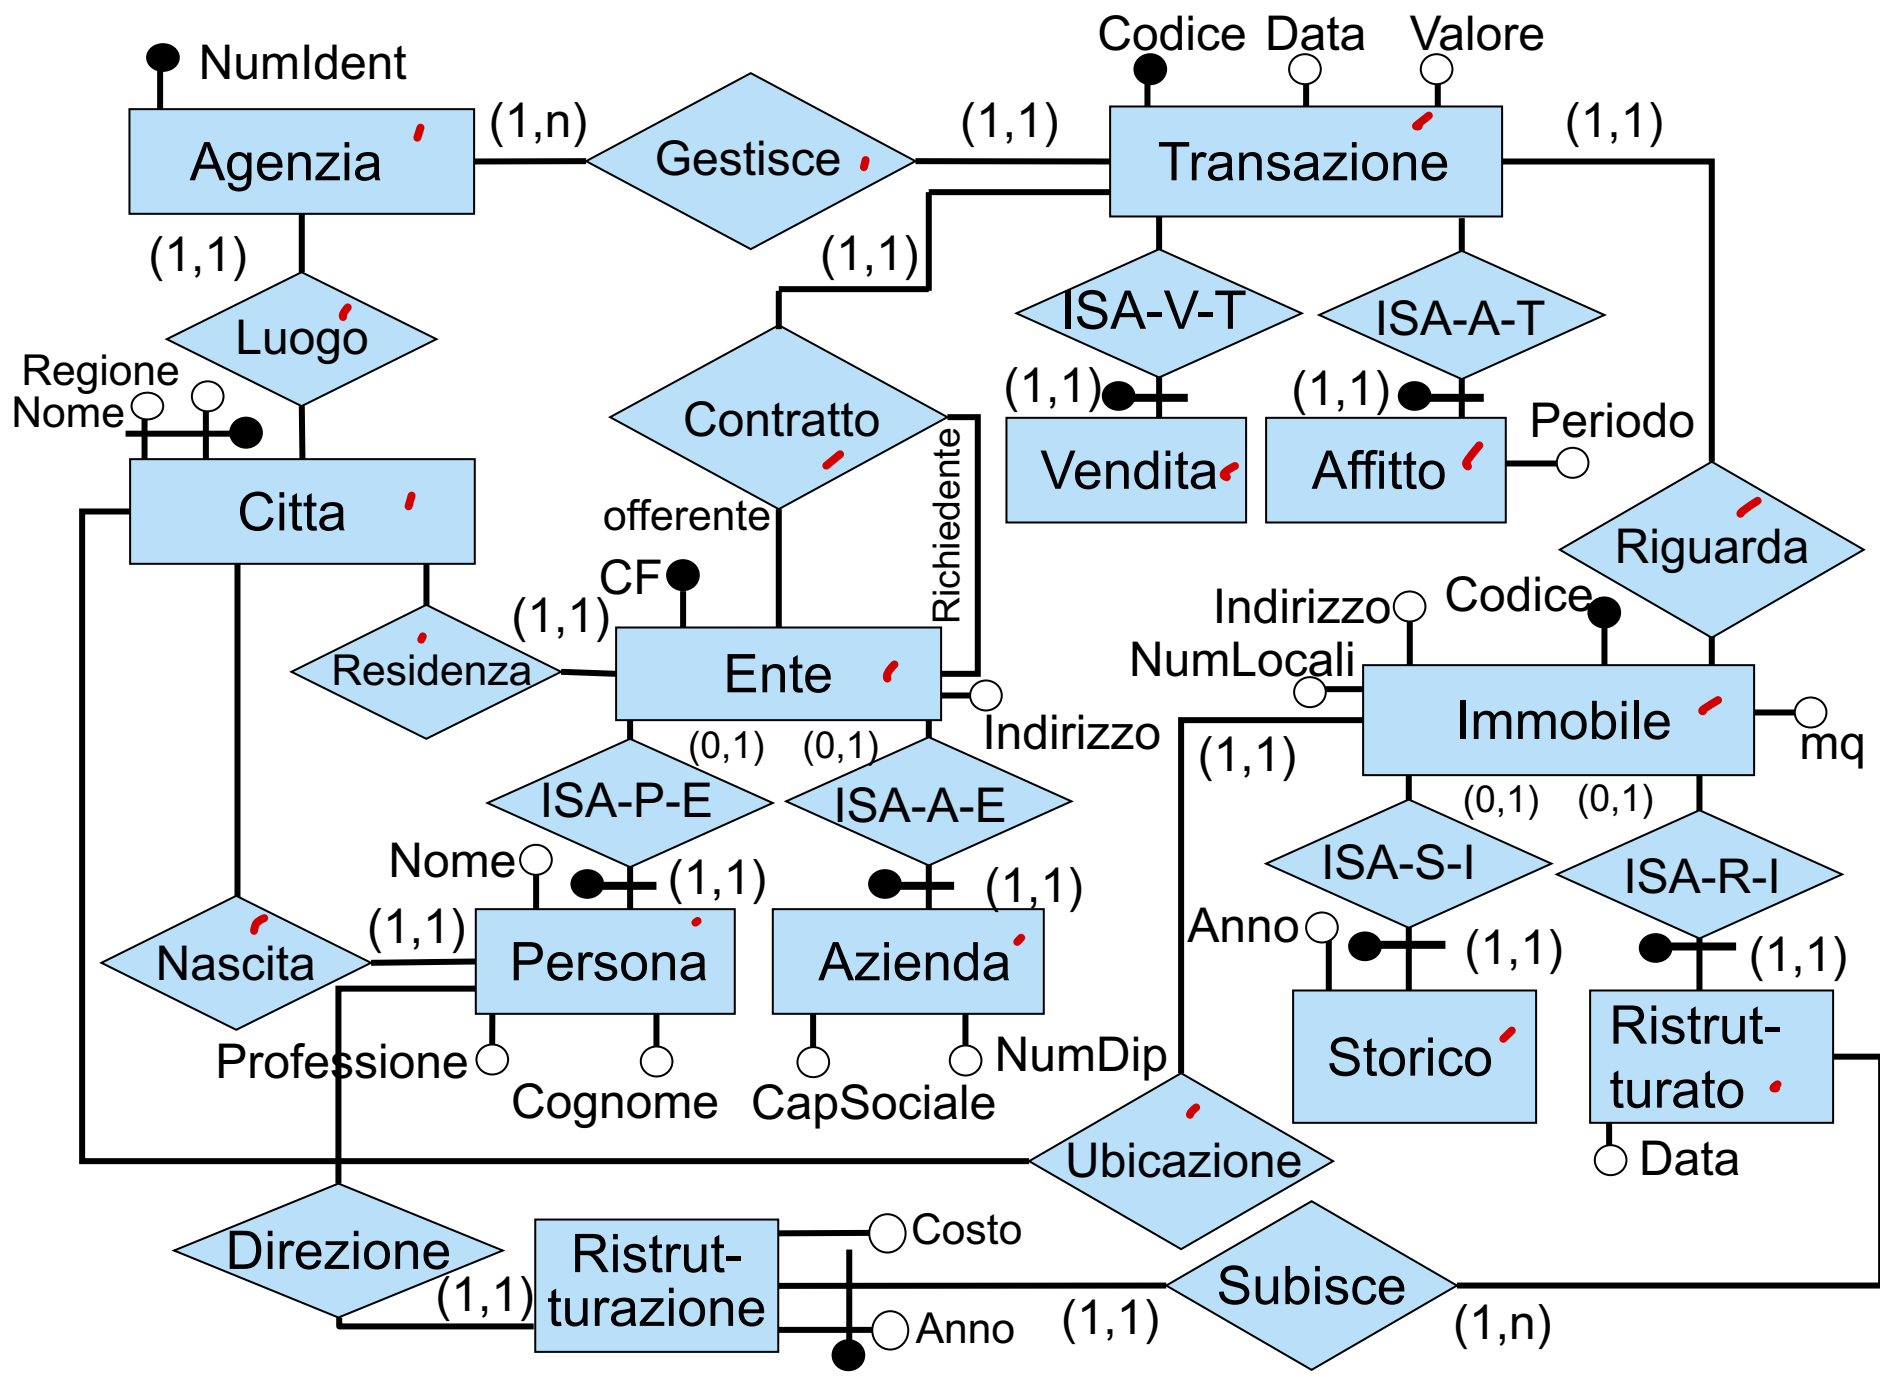 Codice Data Valore
NumIdent
(1,n) (1,1) (1,1)
Agenzia Gestisce Transazione
(1,1) (1,1)
Luogo ISA-V-T ISA-A-T
Regione
Nome
(1,1) (1,1)
Contratto Periodo
Richiedente
Vendita Affitto
Citta offerente
Riguarda
CF
(1,1) Indirizzo Codice
NumLocali
Residenza Ente
Immobile
Indirizzo
(0,1) (0,1) (1,1) mq
ISA-P-E ISA-A-E (0,1) (0,1)
Nome (1,1) (1,1) ISA-S-I ISA-R-I
Anno
(1,1) (1,1) (1,1)
Nascita Persona Azienda
Ristrut-
turato
Storico
Professione NumDip
Cognome CapSociale
Ubicazione Data
Direzione Costo
Ristrut-
turazione
Subisce
(1,1) (1,1) (1,n)
Anno